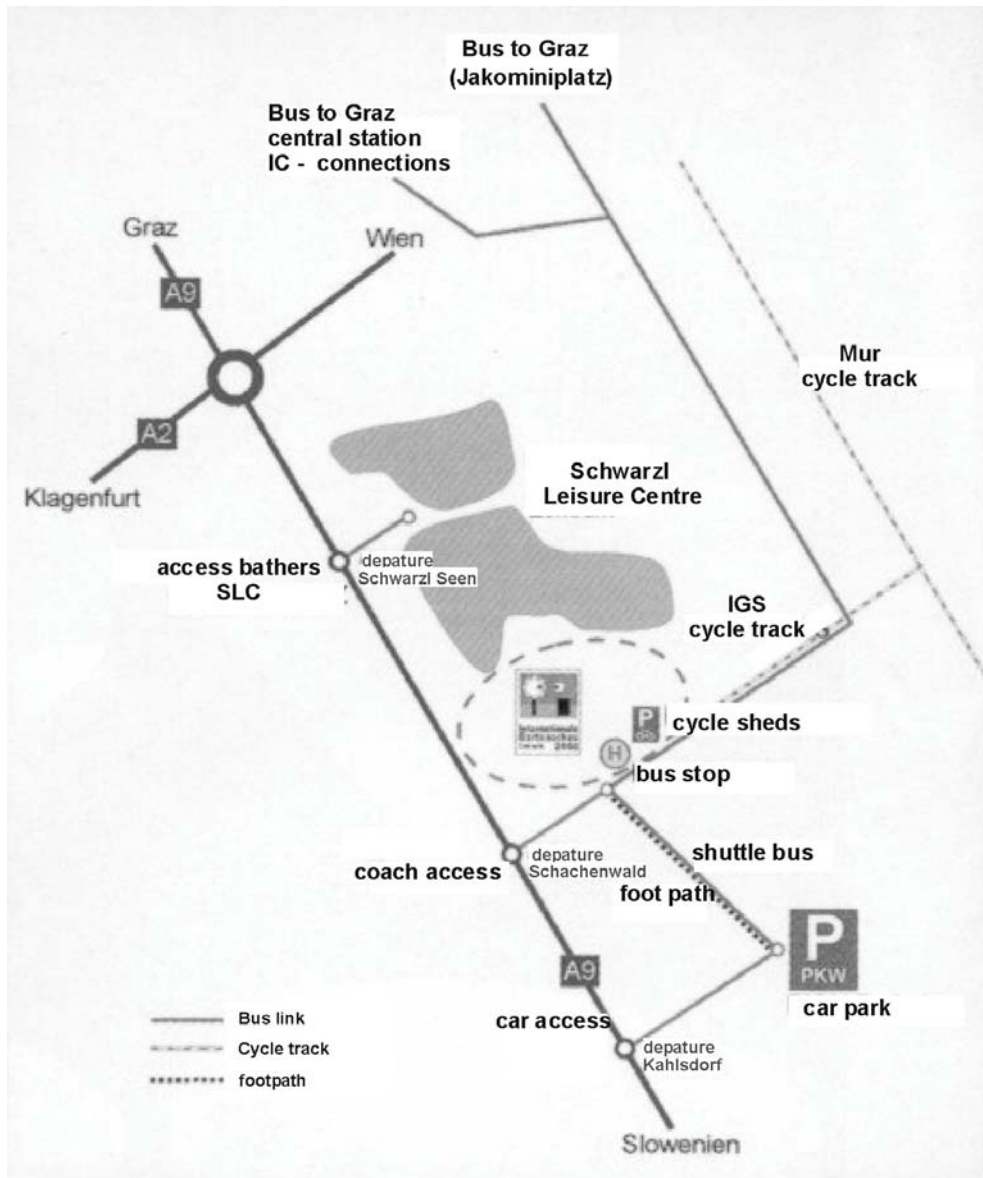 Bus to Graz
(Jakominiplatz)
Bus to Graz
central station
IC - connections
Graz
Wien
A9
Mur
cycle track
A2
Klagenfurt
Schwarzl
Leisure Centre
access bathers
SLC
depature
Schwarzl Seen
IGS
cycle track
P
cycle sheds
H
bus stop
coach access
depature
Schachenwald
shuttle bus
foot path
P
PKW
car park
A9
car access
depature
Kahlsdorf
Bus link
Cycle track
footpath
Slowenien